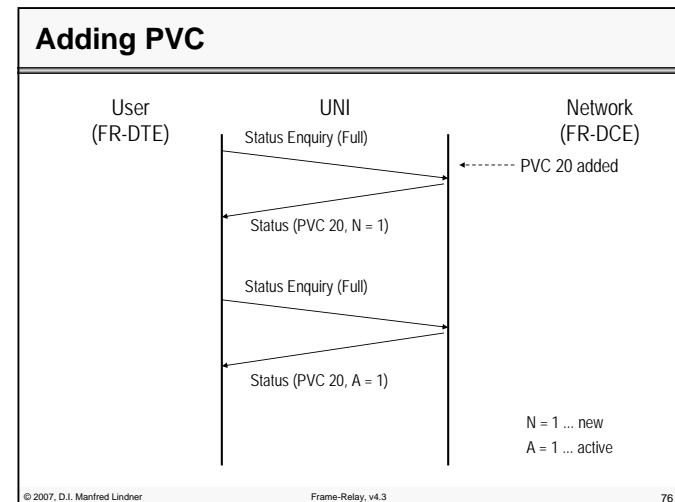 Adding PVC
User
(FR-DTE)
UNI
Network
(FR-DCE)
Status Enquiry (Full)
PVC 20 added
Status (PVC 20, N = 1)
Status Enquiry (Full)
Status (PVC 20, A = 1)
N = 1 ... new
A = 1 ... active
© 2007, D.I. Manfred Lindner
Frame-Relay, v4.3
76